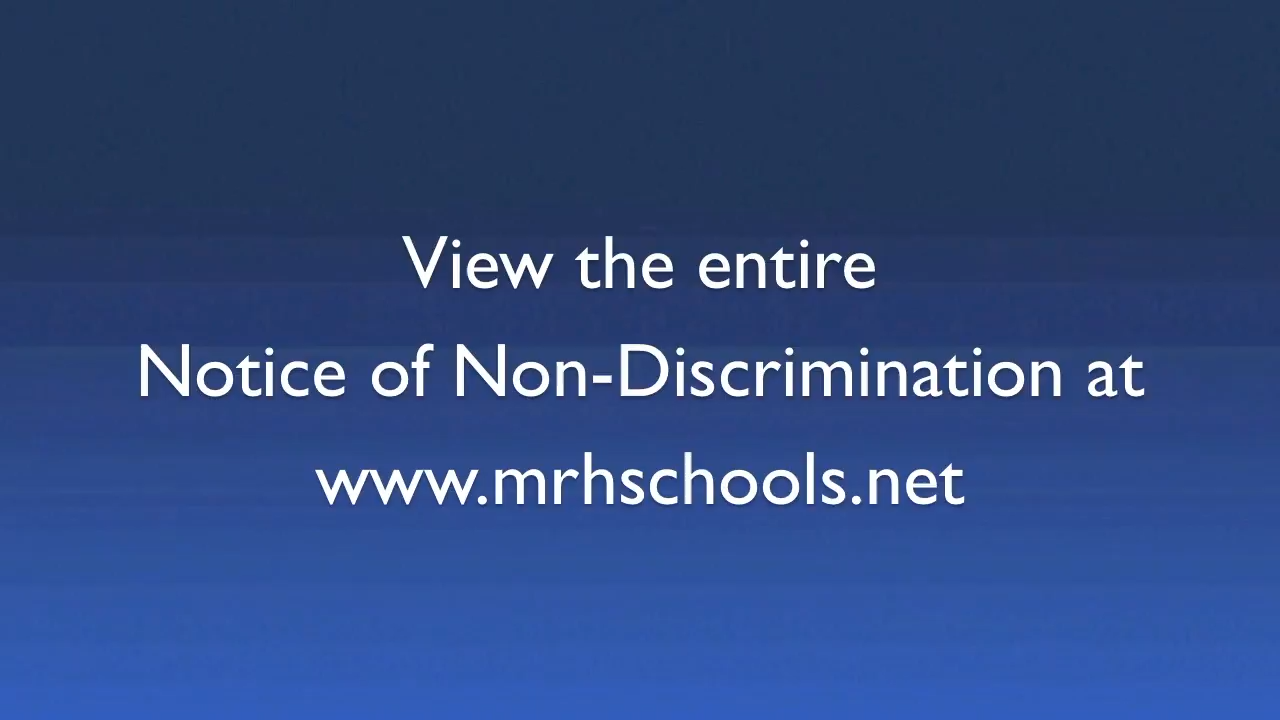 View the entire
Notice of Non-Discrimination at
www.mrhschools.net